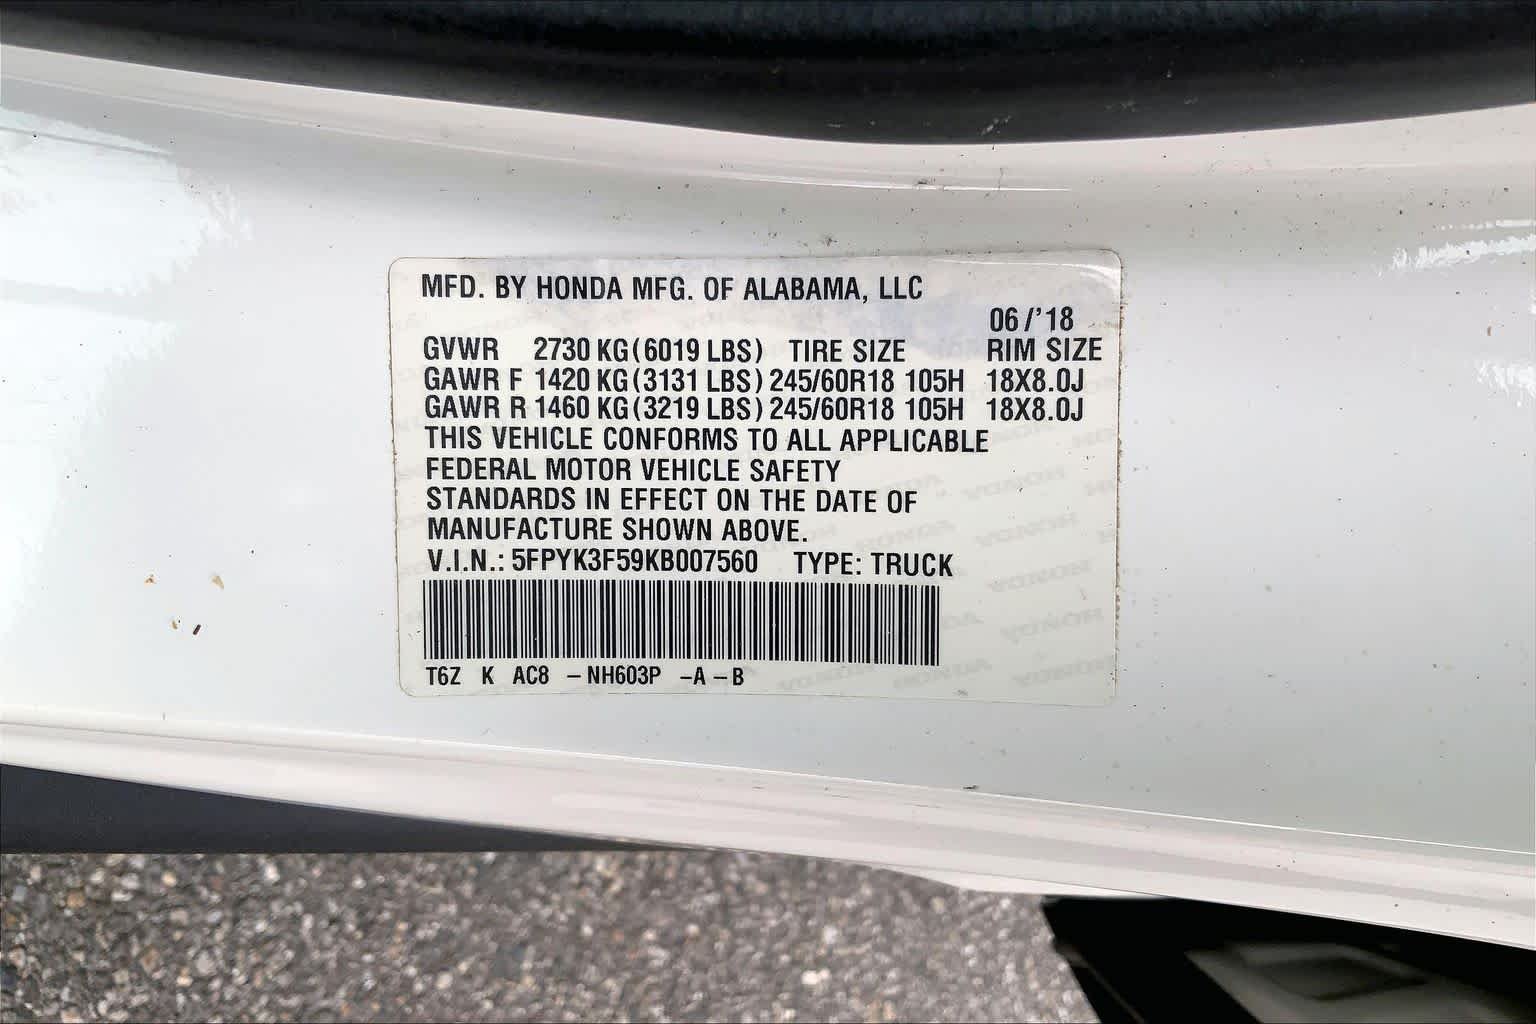 MFD. BY HONDA MFG. OF ALABAMA, LLC
06/'18
GVWR 2730 KG(6019 LBS) TIRE SIZE RIM SIZE
GAWR F 1420 KG(3131 LBS) 245/60R18 105H 18X8.0J
GAWR R 1460 KG(3219 LBS) 245/60R18 105H 18X8.0J
THIS VEHICLE CONFORMS TO ALL APPLICABLE
FEDERAL MOTOR VEHICLE SAFETY
STANDARDS IN EFFECT ON THE DATE OF
MANUFACTURE SHOWN ABOVE.
V.I.N.: 5FPYK3F59KB007560 TYPE: TRUCK
T6Z K AC8 -NH603P -A-B